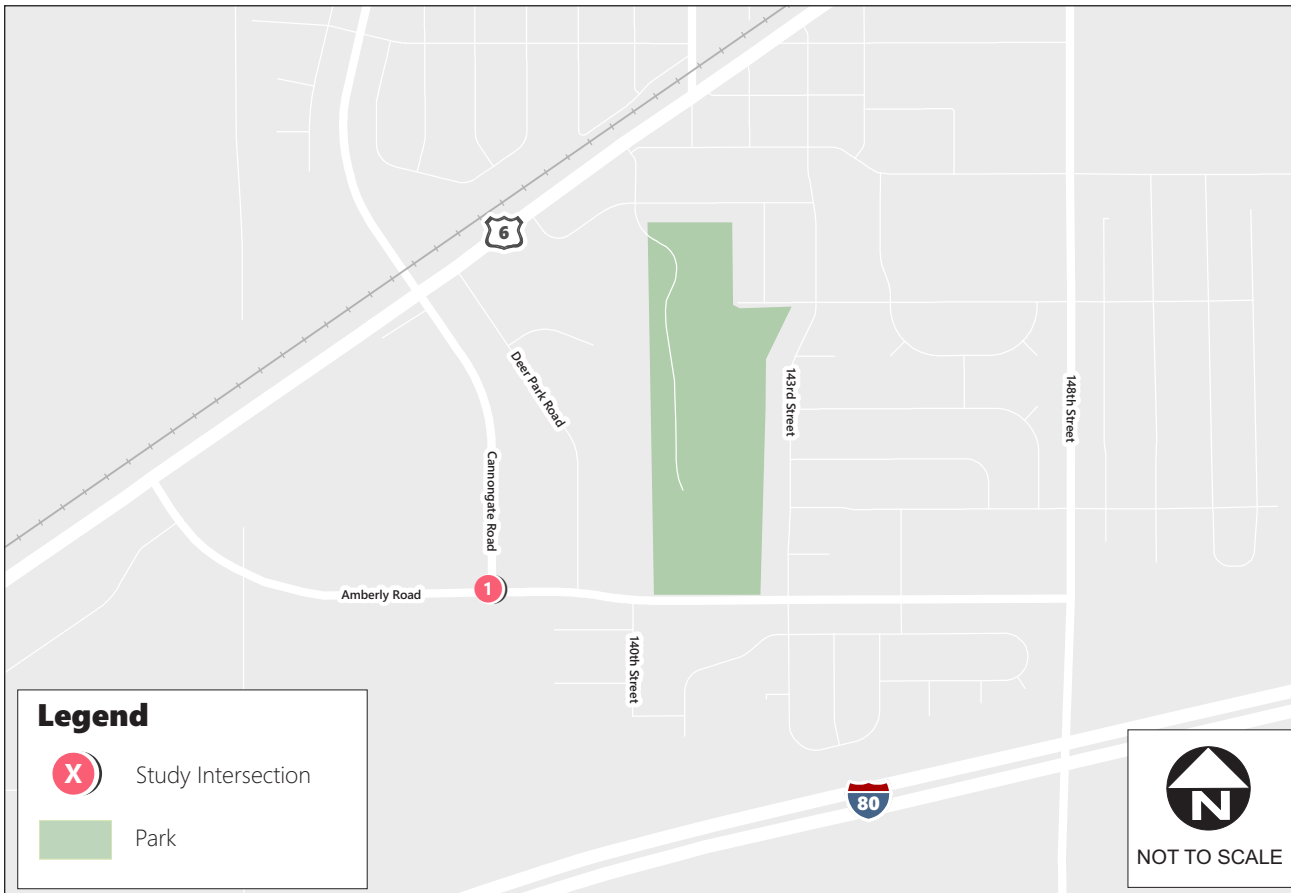 6
Deer Park Road
143rd Street
148th Street
Cannongate Road
1
Amberly Road
140th Street
Legend
X Study Intersection
Park
80
N
NOT TO SCALE